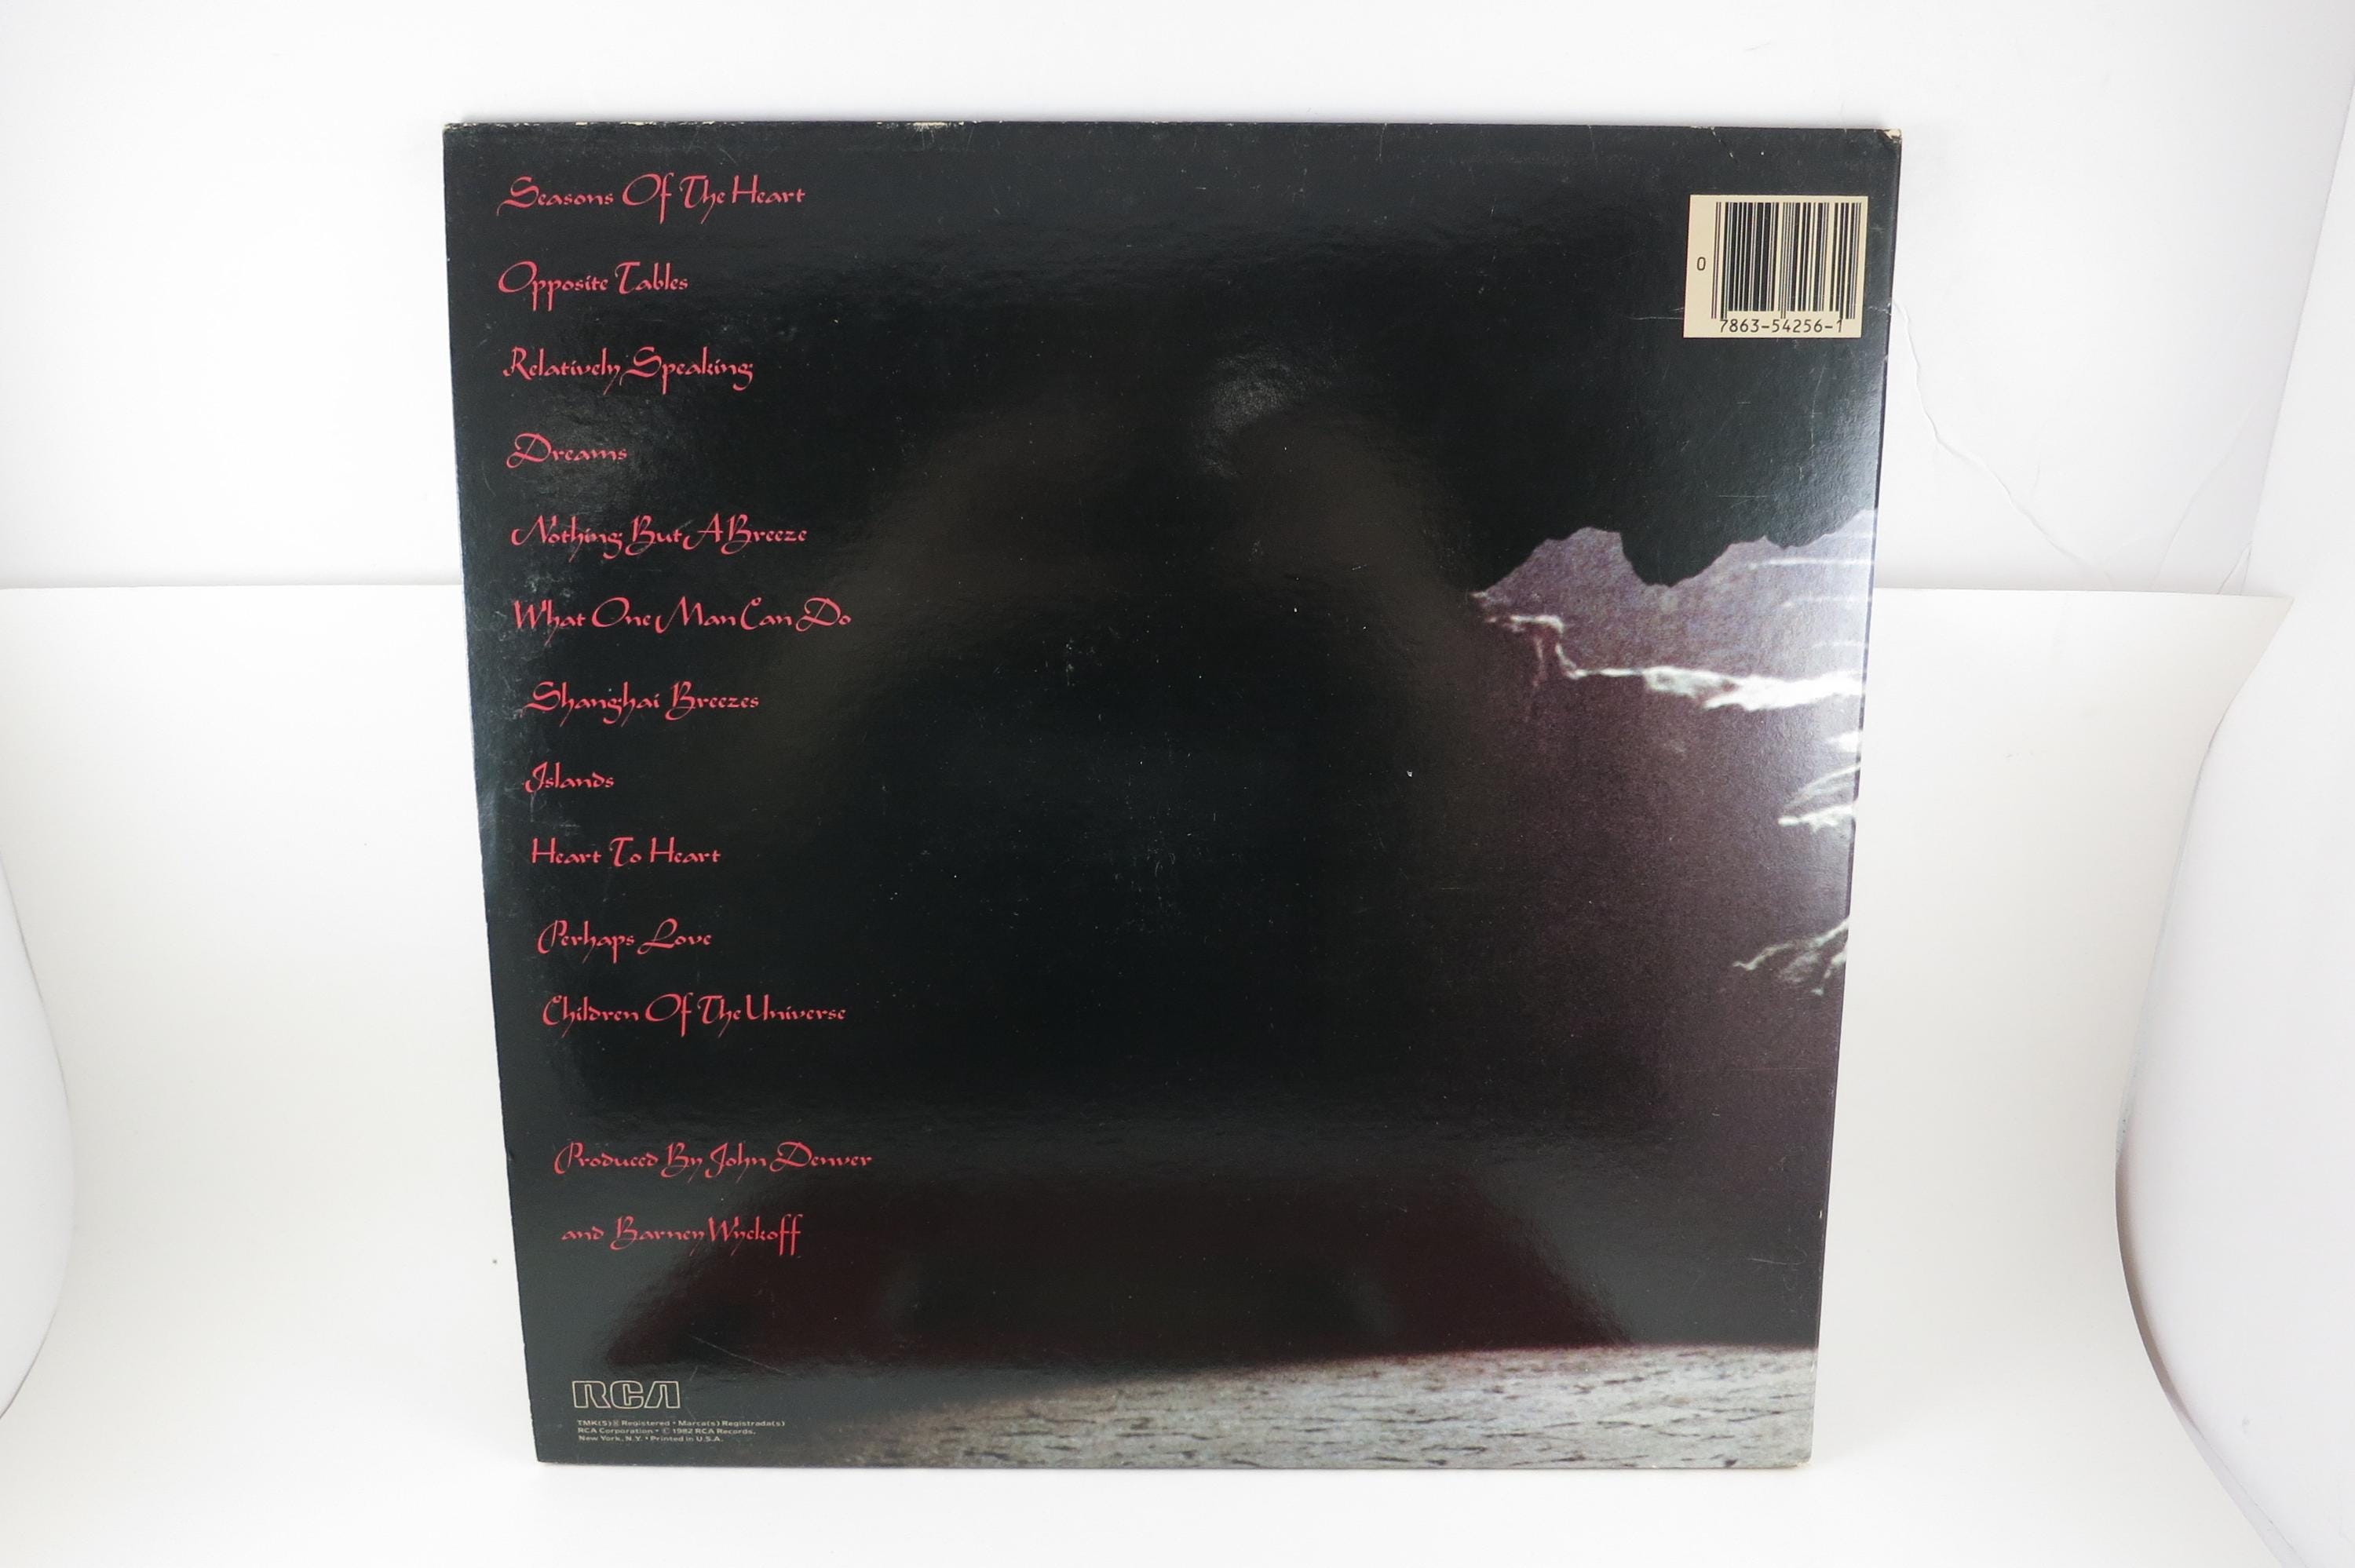 Seasons Of The Heart
Opposite Tables
Relatively Speaking
Dreams
Nothing But A Breeze
What One Man Can Do
Shanghai Breezes
Islands
Heart To Heart
Perhaps Love
Children Of The Universe
Produced By John Denver
and Barney Wyckoff
0
7863-54256-1
RCA
TMK(S)® Registered • Marca(s) Registrada(s)
RCA Corporation • © 1982 RCA Records.
New York, N.Y. • Printed in U.S.A.